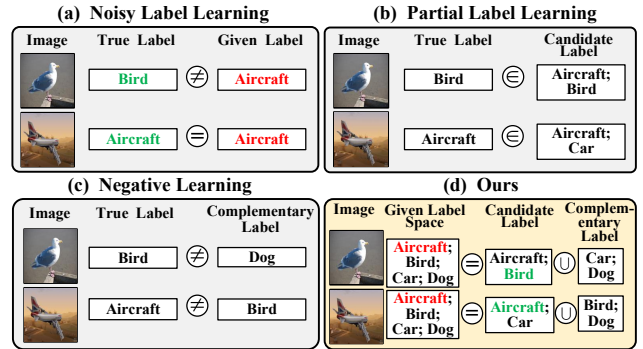 (a) Noisy Label Learning
Image True Label Given Label
Bird ≠ Aircraft
Aircraft = Aircraft
(b) Partial Label Learning
Image True Label Candidate
Label
Bird ∈ Aircraft;
Bird
Aircraft ∈ Aircraft;
Car
(c) Negative Learning
Image True Label Complementary
Label
Bird ≠ Dog
Aircraft ≠ Bird
(d) Ours
Image Given Label
Space
Candidate
Label
Complem-
entary
Label
Aircraft;
Bird;
Car; Dog
=
Aircraft;
Bird
∪
Car;
Dog
Aircraft;
Bird;
Car; Dog
=
Aircraft;
Car
∪
Bird;
Dog